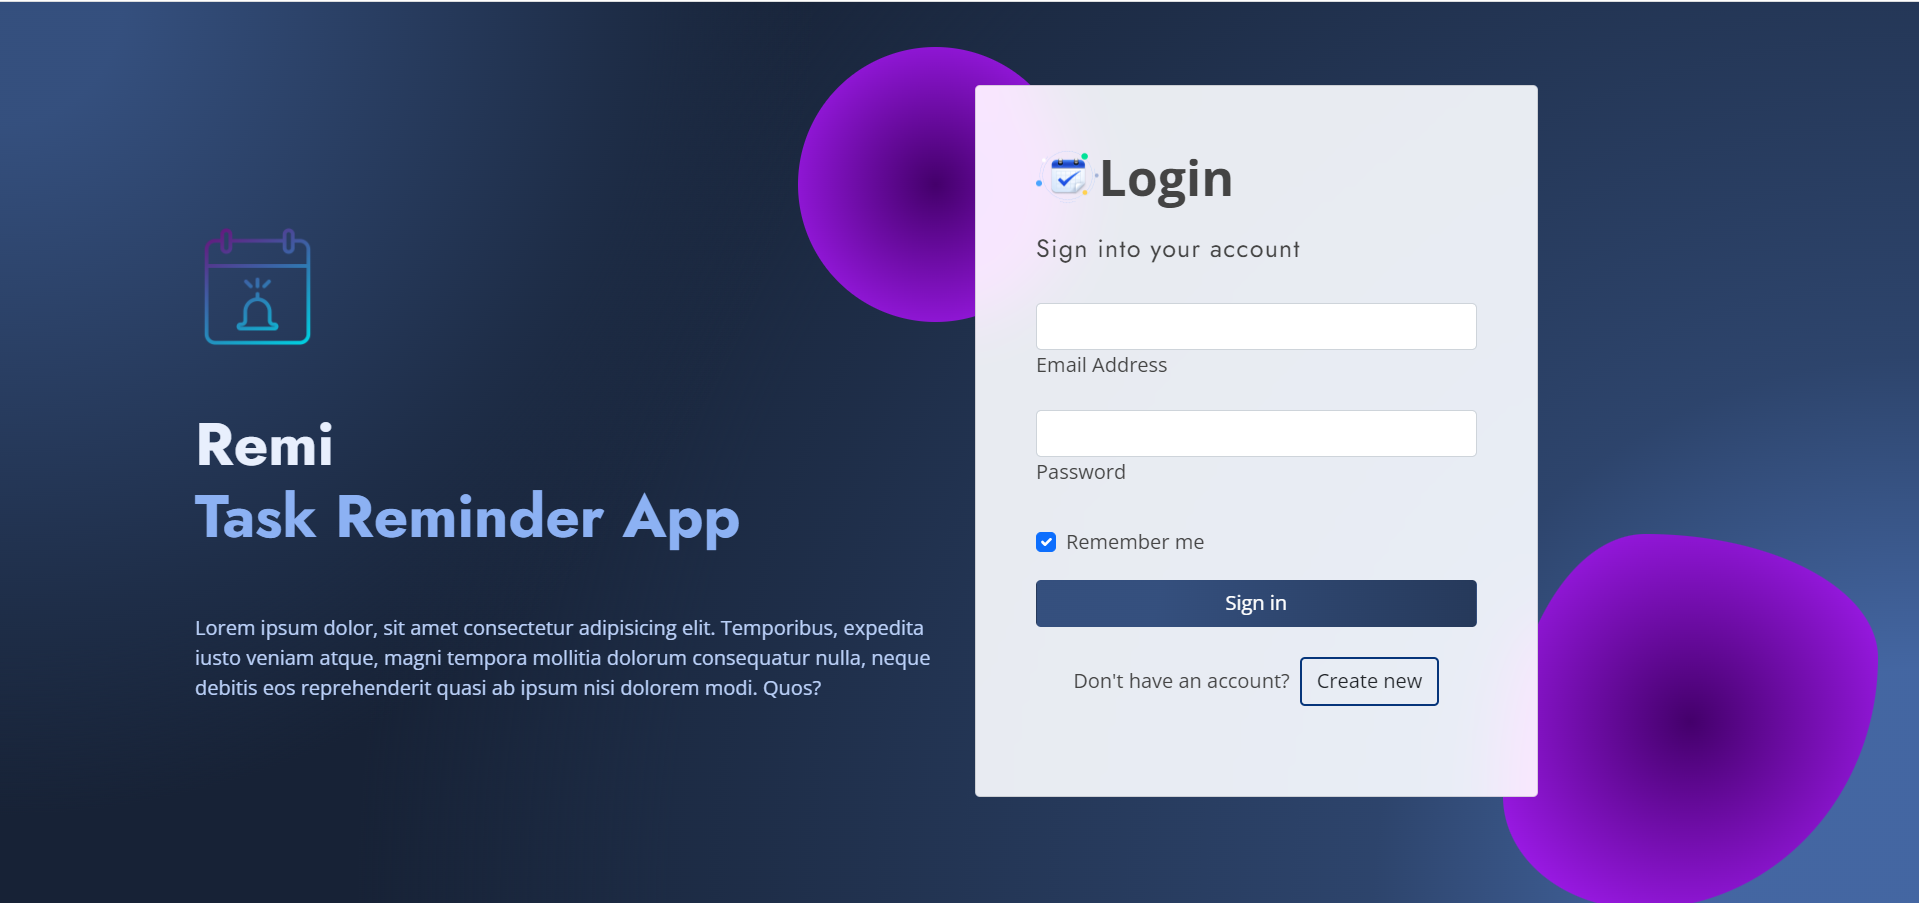 Remi
Task Reminder App
Lorem ipsum dolor, sit amet consectetur adipisicing elit. Temporibus, expedita
iusto veniam atque, magni tempora mollitia dolorum consequatur nulla, neque
debitis eos reprehenderit quasi ab ipsum nisi dolorem modi. Quos?
Login
Sign into your account
Email Address
Password
Remember me
Sign in
Don't have an account? Create new